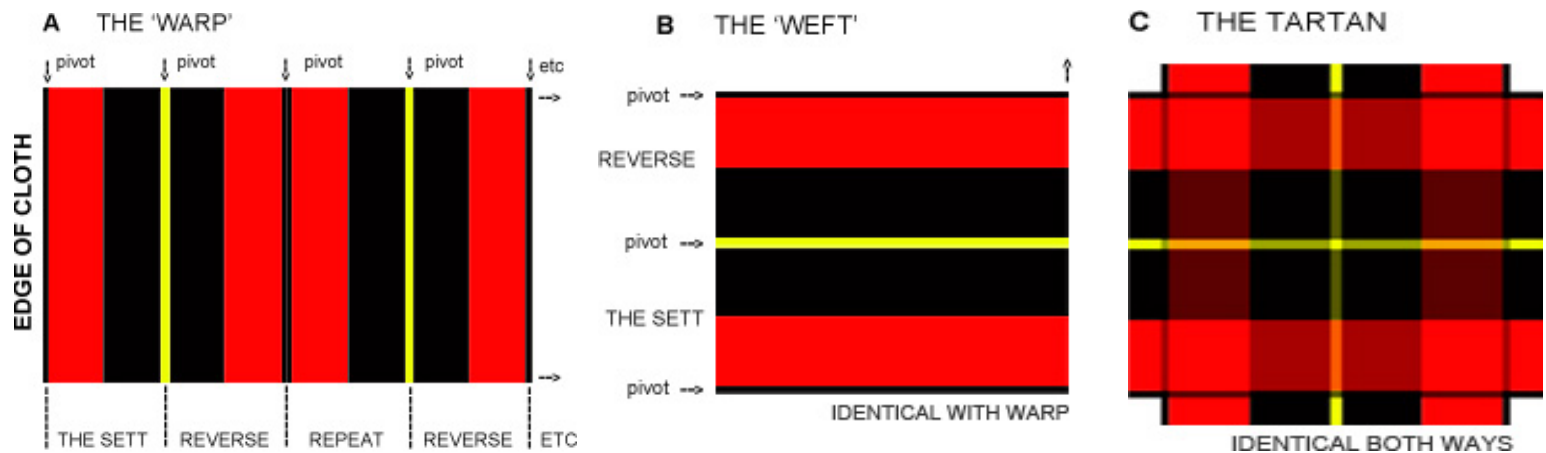 A THE 'WARP'
pivot pivot pivot pivot etc
-->
EDGE OF CLOTH
-->
THE SETT REVERSE REPEAT REVERSE ETC
B THE 'WEFT'
pivot -->
REVERSE
pivot -->
THE SETT
pivot -->
IDENTICAL WITH WARP
C THE TARTAN
IDENTICAL BOTH WAYS